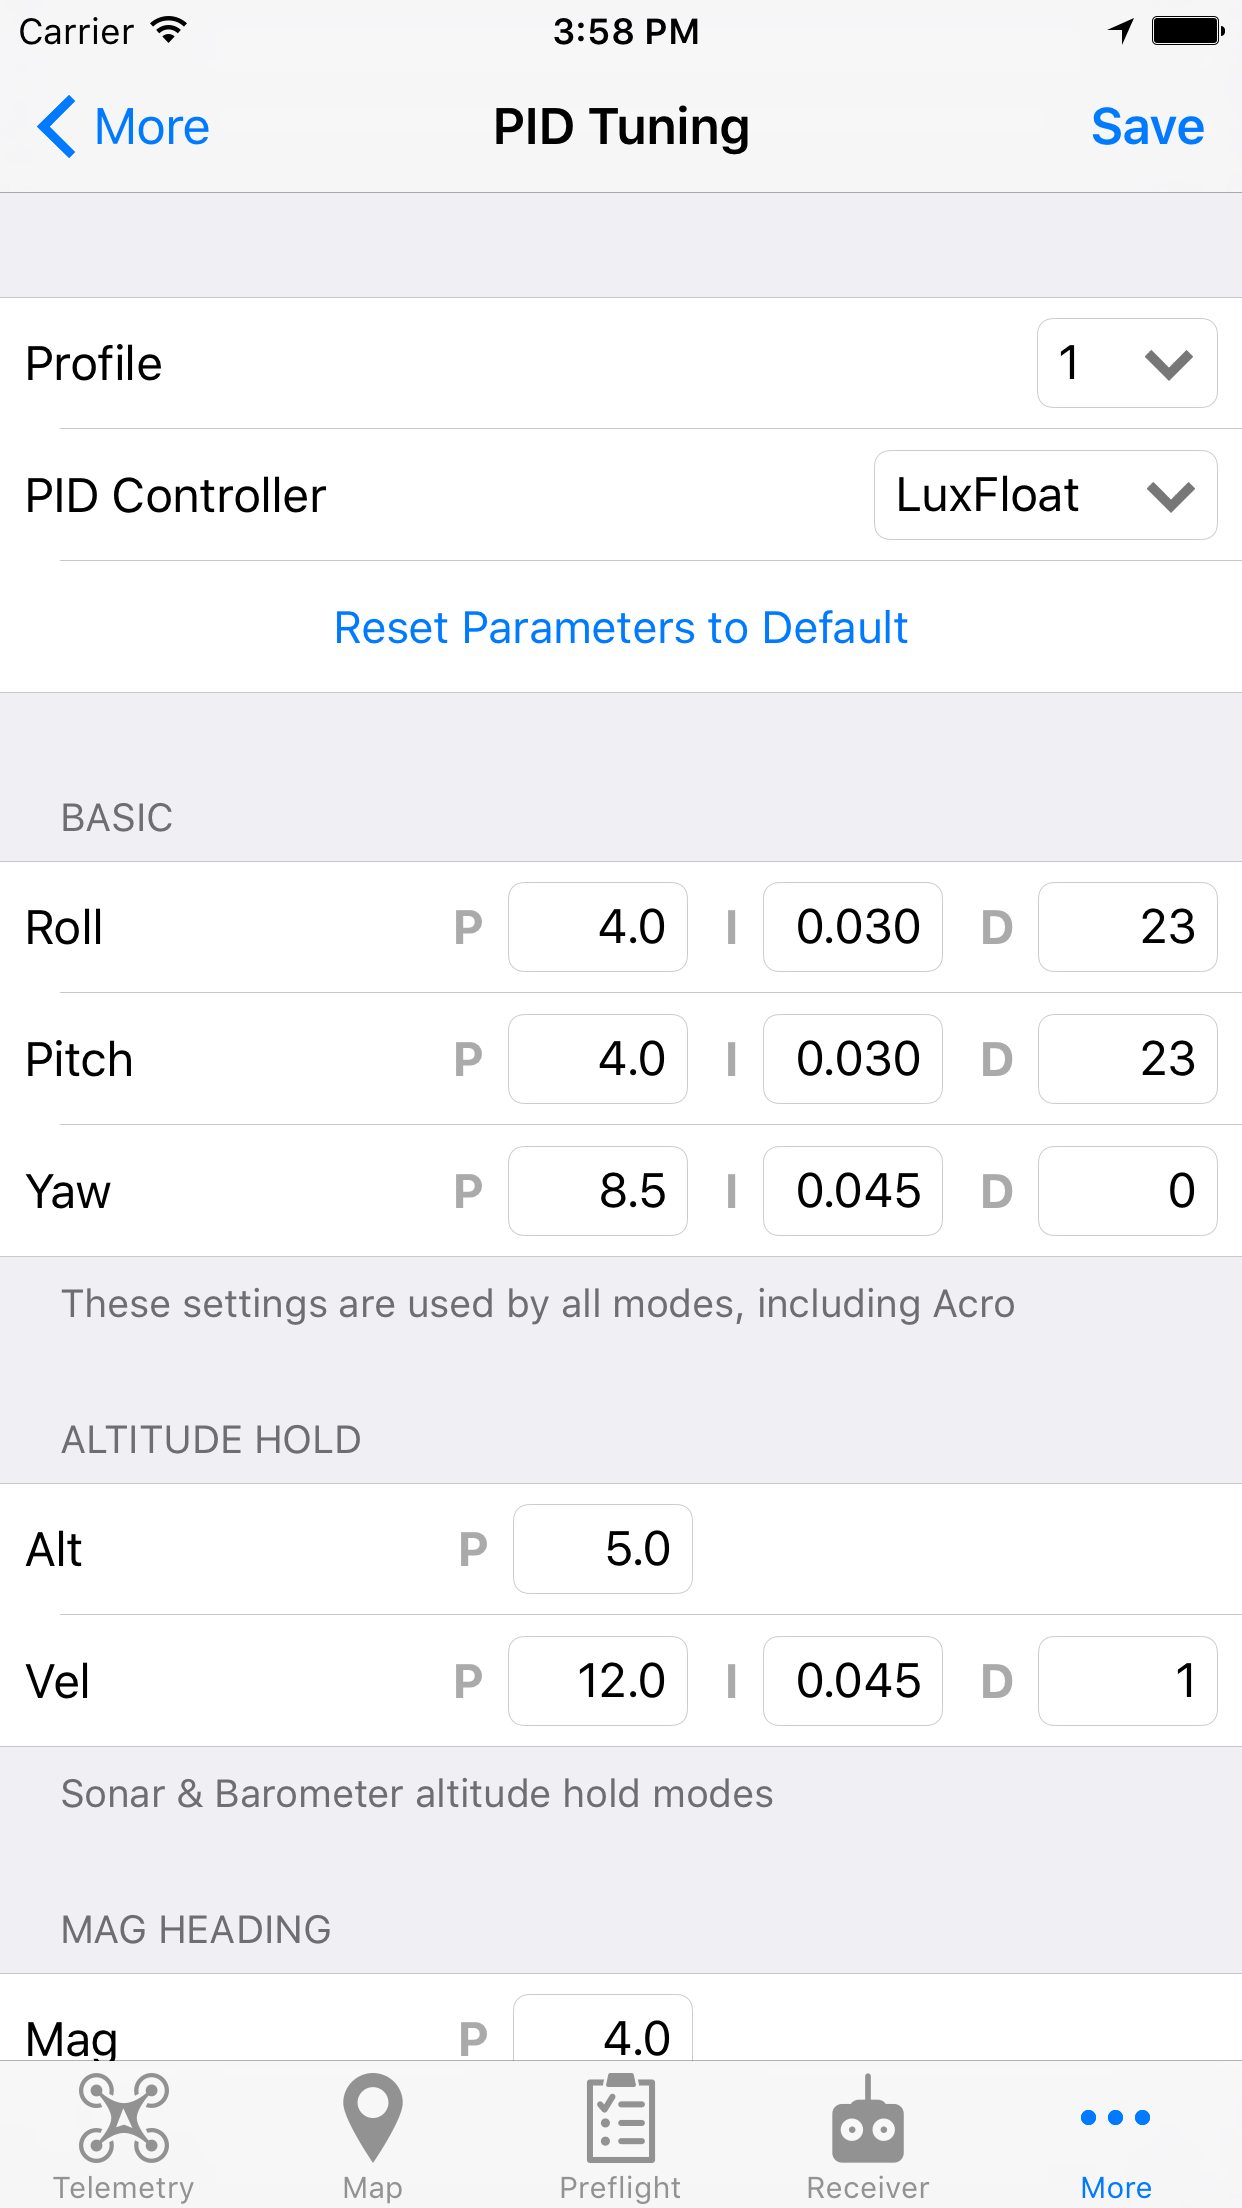 Carrier 3:58 PM
More PID Tuning Save
Profile 1
PID Controller LuxFloat
Reset Parameters to Default
BASIC
Roll P 4.0 I 0.030 D 23
Pitch P 4.0 I 0.030 D 23
Yaw P 8.5 I 0.045 D 0
These settings are used by all modes, including Acro
ALTITUDE HOLD
Alt P 5.0
Vel P 12.0 I 0.045 D 1
Sonar & Barometer altitude hold modes
MAG HEADING
Mag P 4.0
Telemetry Map Preflight Receiver More